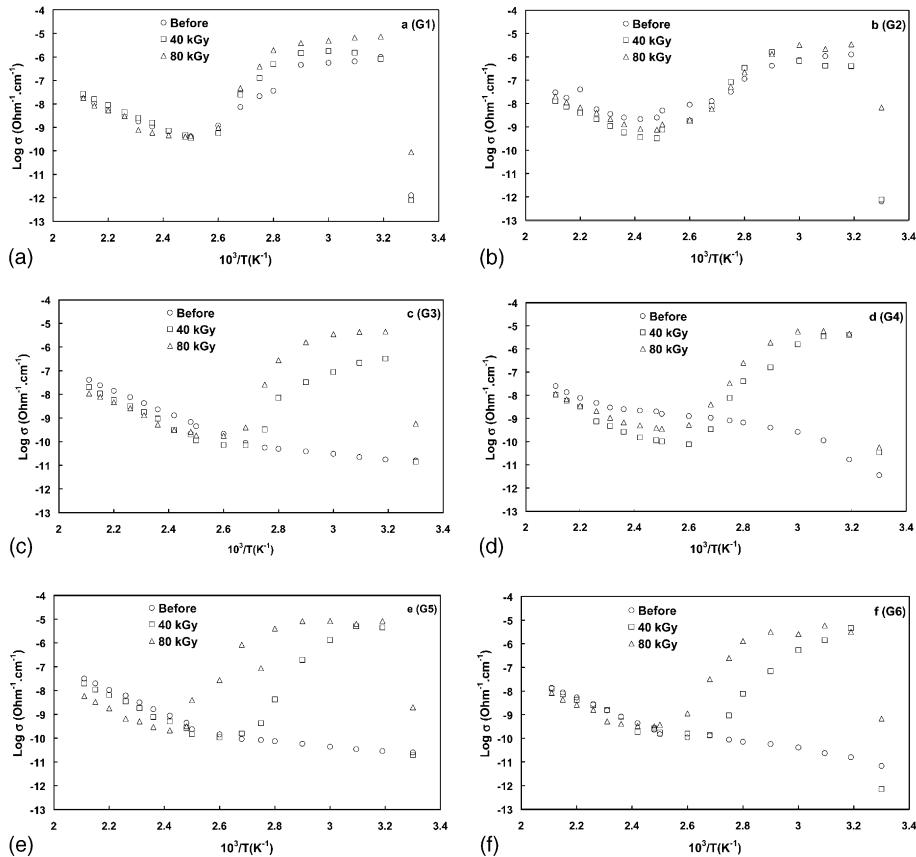 a (G1)
Before
40 kGy
80 kGy
Log σ (Ohm⁻¹.cm⁻¹)
-4
-5
-6
-7
-8
-9
-10
-11
-12
-13
2 2.2 2.4 2.6 2.8 3 3.2 3.4
10³/T(K⁻¹)
(a)
b (G2)
Before
40 kGy
80 kGy
Log σ (Ohm⁻¹.cm⁻¹)
-4
-5
-6
-7
-8
-9
-10
-11
-12
-13
2 2.2 2.4 2.6 2.8 3 3.2 3.4
10³/T(K⁻¹)
(b)
c (G3)
Before
40 kGy
80 kGy
Log σ (Ohm⁻¹.cm⁻¹)
-4
-5
-6
-7
-8
-9
-10
-11
-12
-13
2 2.2 2.4 2.6 2.8 3 3.2 3.4
10³/T(K⁻¹)
(c)
d (G4)
Before
40 kGy
80 kGy
Log σ (Ohm⁻¹.cm⁻¹)
-4
-5
-6
-7
-8
-9
-10
-11
-12
-13
2 2.2 2.4 2.6 2.8 3 3.2 3.4
10³/T(K⁻¹)
(d)
e (G5)
Before
40 kGy
80 kGy
Log σ (Ohm⁻¹.cm⁻¹)
-4
-5
-6
-7
-8
-9
-10
-11
-12
-13
2 2.2 2.4 2.6 2.8 3 3.2 3.4
10³/T(K⁻¹)
(e)
f (G6)
Before
40 kGy
80 kGy
Log σ (Ohm⁻¹.cm⁻¹)
-4
-5
-6
-7
-8
-9
-10
-11
-12
-13
2 2.2 2.4 2.6 2.8 3 3.2 3.4
10³/T(K⁻¹)
(f)